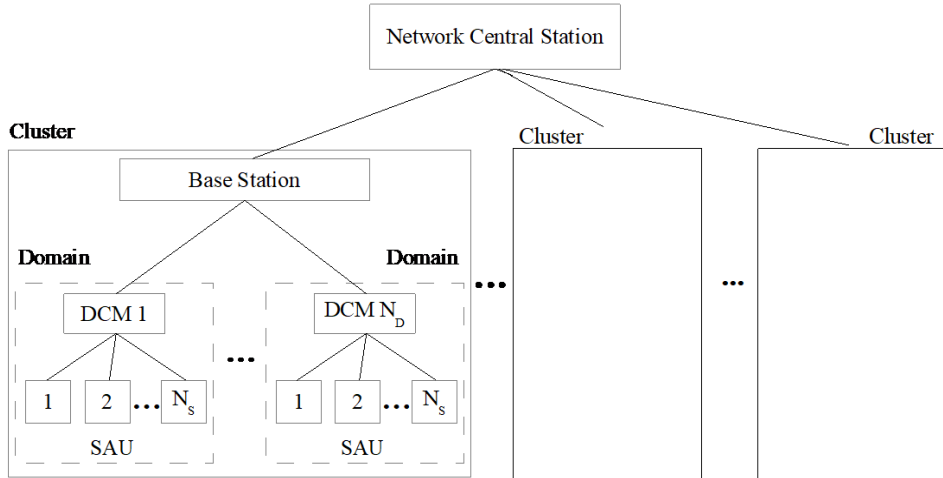 Network Central Station
Cluster
Cluster
Cluster
Base Station
Domain
Domain
...
...
DCM 1
DCM N_D
...
1
2
...
N_S
1
2
...
N_S
SAU
SAU